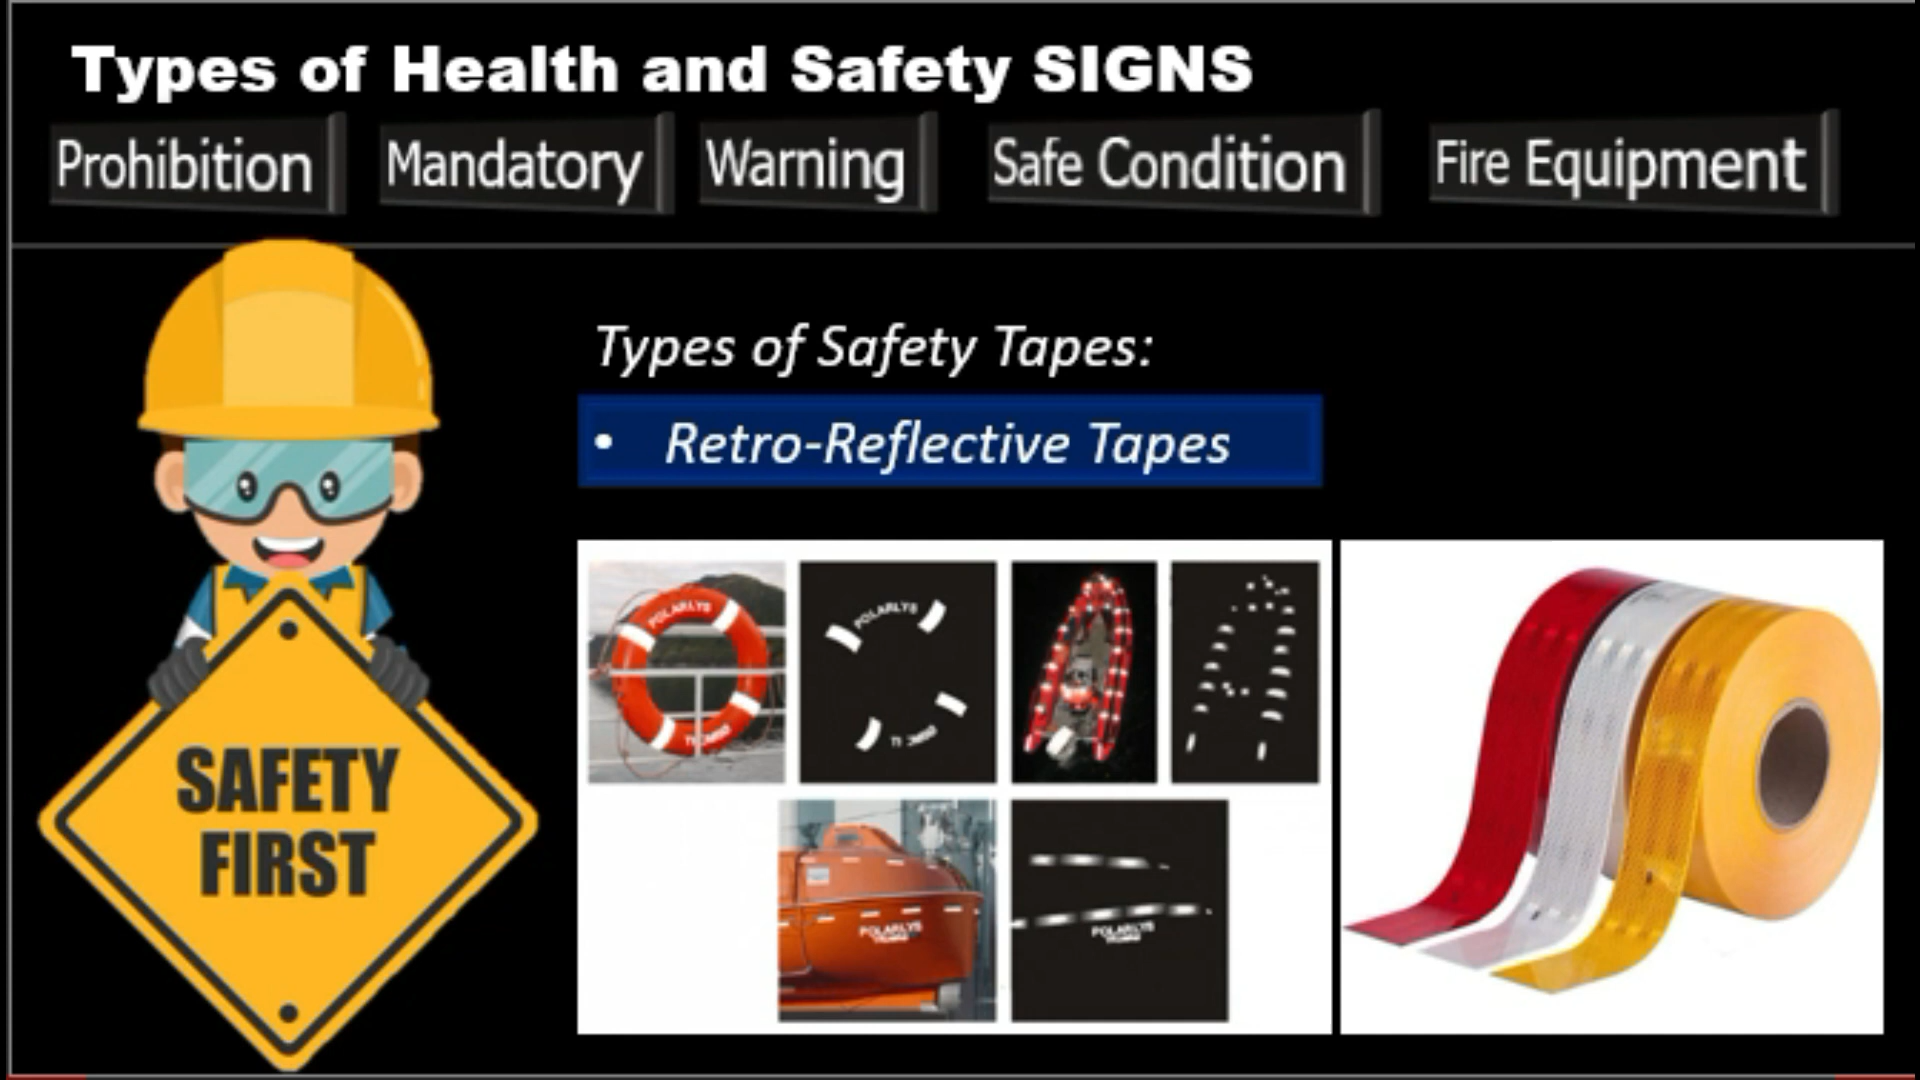 Types of Health and Safety SIGNS
Prohibition Mandatory Warning Safe Condition Fire Equipment
Types of Safety Tapes:
• Retro-Reflective Tapes
SAFETY
FIRST
POLARLYS
POLARLYS
POLARLYS
POLARLYS